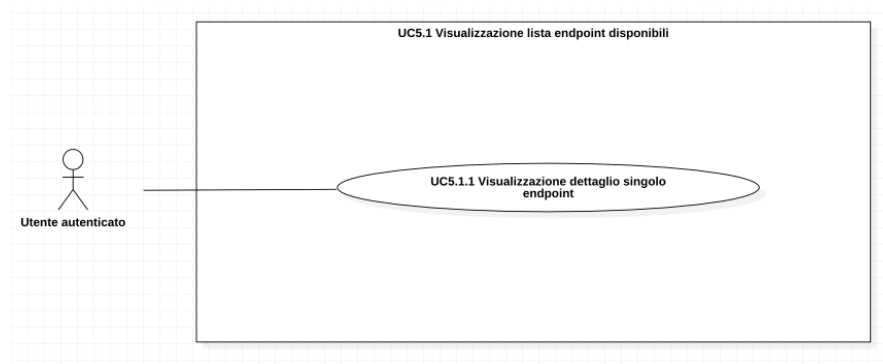 UC5.1 Visualizzazione lista endpoint disponibili
UC5.1.1 Visualizzazione dettaglio singolo
endpoint
Utente autenticato